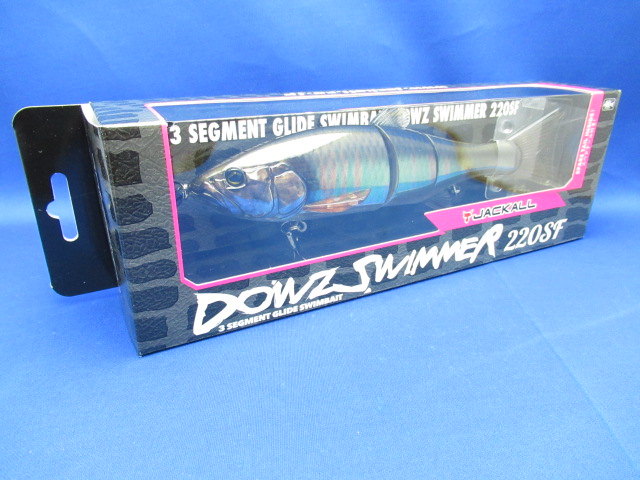 3 SEGMENT GLIDE SWIMBAIT DOWZ SWIMMER 220SF
JACKALL
DOWZ SWIMMER 220SF
3 SEGMENT GLIDE SWIMBAIT